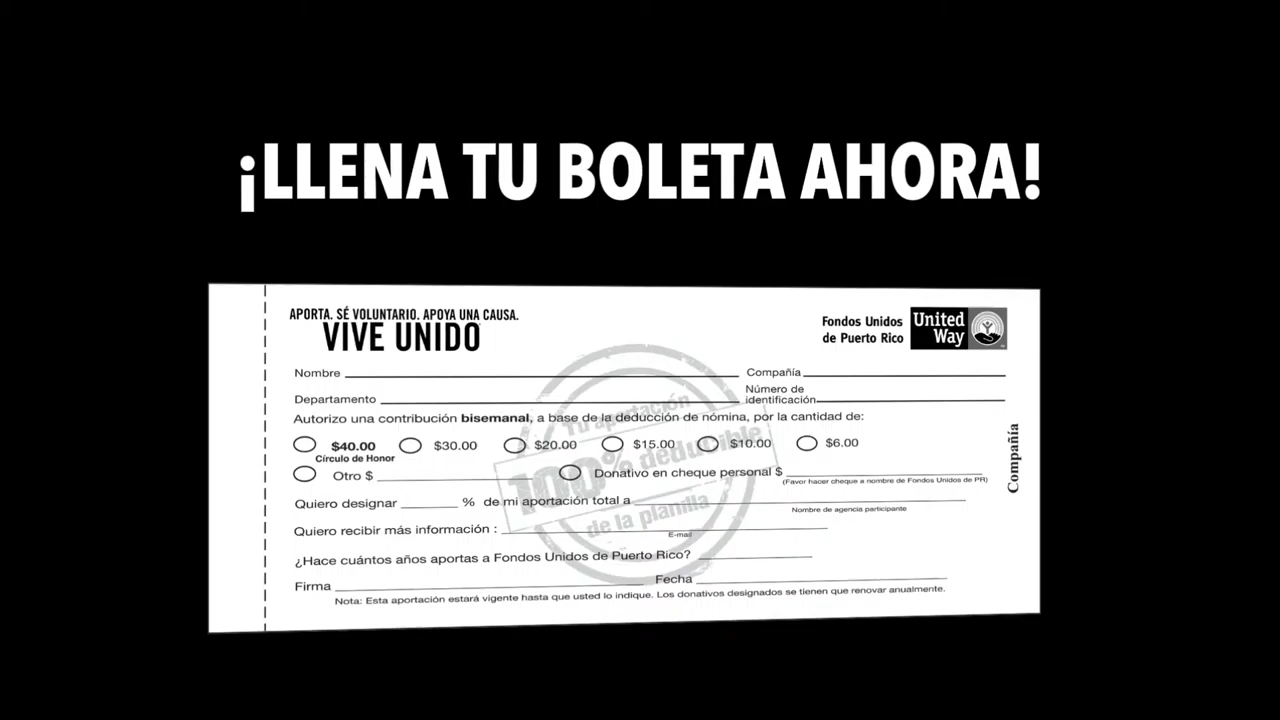 ¡LLENA TU BOLETA AHORA!
APORTA. SÉ VOLUNTARIO. APOYA UNA CAUSA.
VIVE UNIDO
Fondos Unidos
de Puerto Rico
United
Way
Nombre
Compañía
Departamento
Número de
identificación
Autorizo una contribución bisemanal, a base de la deducción de nómina, por la cantidad de:
$40.00 $30.00 $20.00 $15.00 $10.00 $6.00
Círculo de Honor
Otro $ Donativo en cheque personal $
(Favor hacer cheque a nombre de Fondos Unidos de PR)
Quiero designar % de mi aportación total a
Nombre de agencia participante
Quiero recibir más información :
E-mail
¿Hace cuántos años aportas a Fondos Unidos de Puerto Rico?
Firma Fecha
Nota: Esta aportación estará vigente hasta que usted lo indique. Los donativos designados se tienen que renovar anualmente.
Compañía
Tu aportación
100% deducible
de la planilla